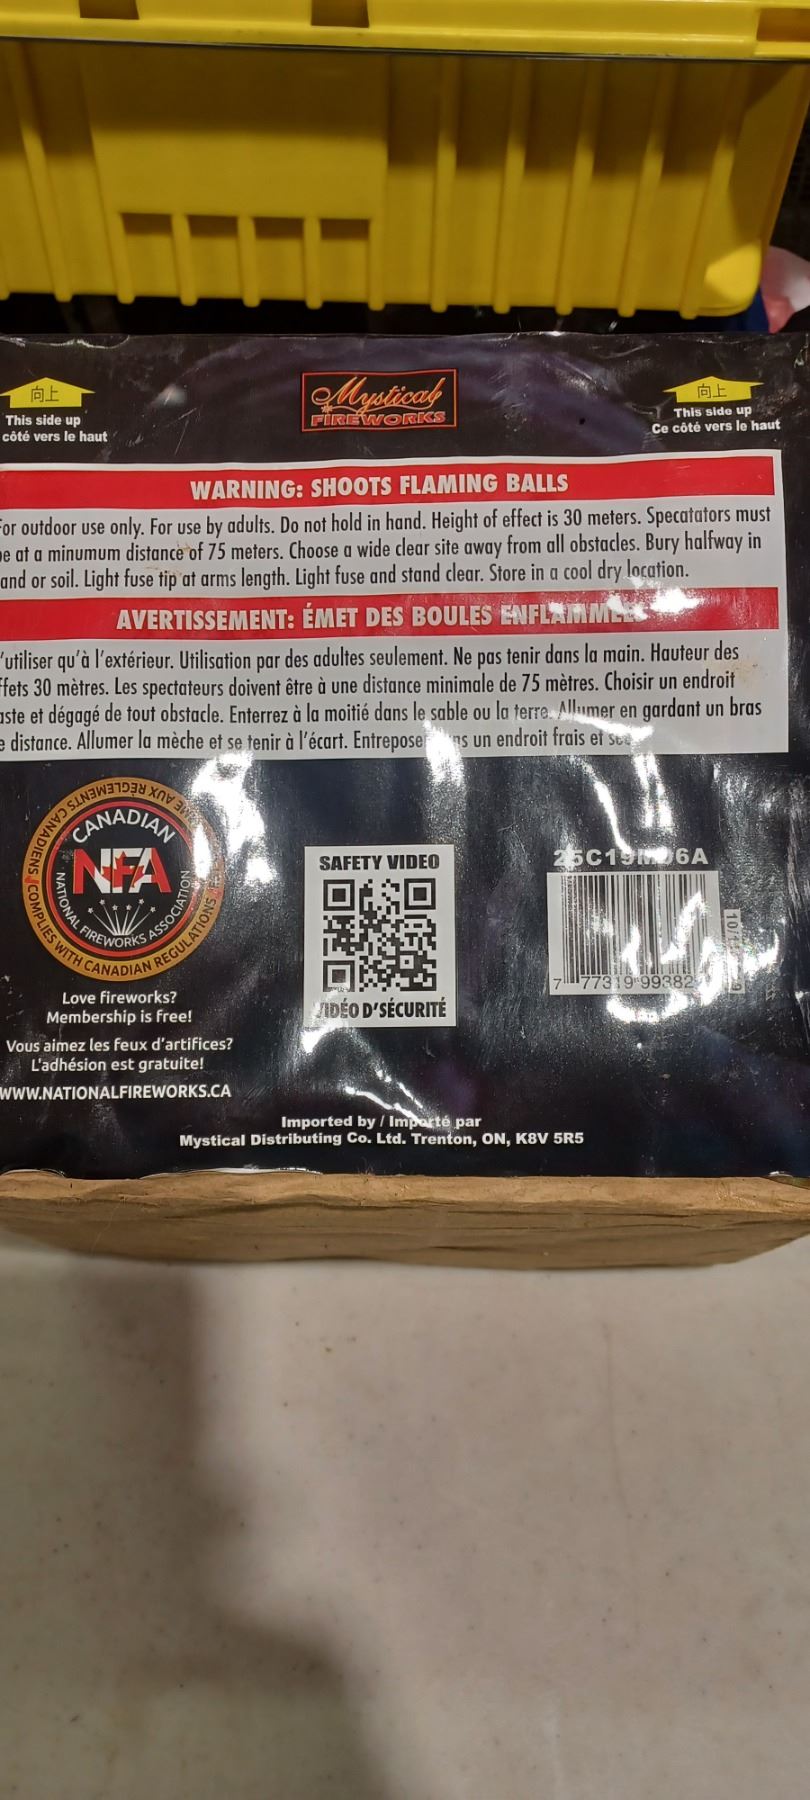 向上
This side up
côté vers le haut
Mystical
FIREWORKS
向上
This side up
Ce côté vers le haut
WARNING: SHOOTS FLAMING BALLS
For outdoor use only. For use by adults. Do not hold in hand. Height of effect is 30 meters. Specatators must
be at a minumum distance of 75 meters. Choose a wide clear site away from all obstacles. Bury halfway in
and or soil. Light fuse tip at arms length. Light fuse and stand clear. Store in a cool dry location.
AVERTISSEMENT: ÉMET DES BOULES
'utiliser qu'à l'extérieur. Utilisation par des adultes seulement. Ne pas tenir dans la main. Hauteur des
ffets 30 mètres. Les spectateurs doivent être à une distance minimale de 75 mètres. Choisir un endroit
aste et dégagé de tout obstacle. Enterrez à la moitié dans le sable ou la terre. Allumer en gardant un bras
e distance. Allumer la mèche et se tenir à l'écart. un endroit frais et
CANADIAN
NFA
NATIONAL FIREWORKS ASSOCIATION
COMPLIES WITH CANADIAN REGULATIONS
AUX RÈGLEMENTS CANADIENS
Love fireworks?
Membership is free!
Vous aimez les feux d'artifices?
L'adhésion est gratuite!
WWW.NATIONALFIREWORKS.CA
SAFETY VIDEO
VIDÉO D'SÉCURITÉ
7 77319 99382
Imported by / Importé par
Mystical Distributing Co. Ltd. Trenton, ON, K8V 5R5